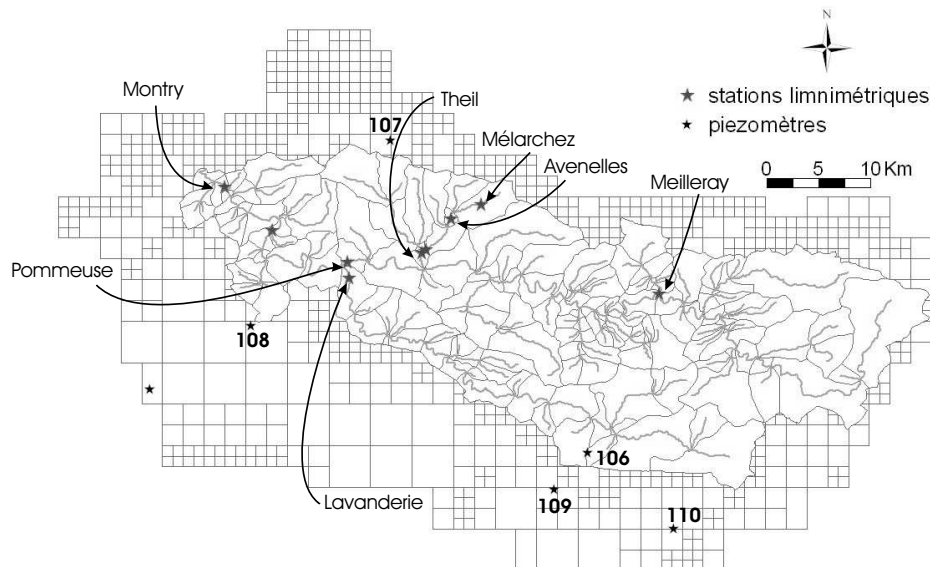 N
Montry
Theil
107
Mélarchez
Avenelles
Meilleray
stations limnimétriques
piezomètres
0 5 10 Km
Pommeuse
108
106
109
110
Lavanderie